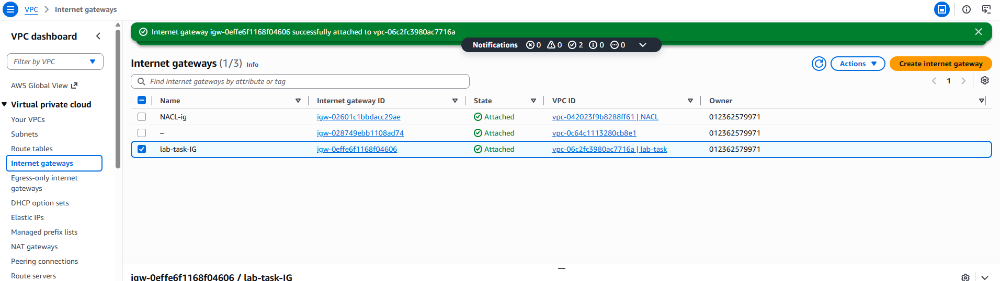 VPC > Internet gateways
VPC dashboard
Filter by VPC
AWS Global View
Virtual private cloud
Your VPCs
Subnets
Route tables
Internet gateways
Egress-only internet
gateways
DHCP option sets
Elastic IPs
Managed prefix lists
NAT gateways
Peering connections
Route servers
Internet gateway igw-0effe6f1168f04606 successfully attached to vpc-06c2fc3980ac7716a
Notifications 0 0 2 0 0
Internet gateways (1/3) Info
Actions
Create internet gateway
Find internet gateways by attribute or tag
1
Name Internet gateway ID State VPC ID Owner
NACL-ig igw-02601c1bbdacc29ae Attached vpc-042023f9b8288ff61 | NACL 012362579971
– igw-028749ebb1108ad74 Attached vpc-0c64c1113280cb8e1 012362579971
lab-task-IG igw-0effe6f1168f04606 Attached vpc-06c2fc3980ac7716a | lab-task 012362579971
igw-0effe6f1168f04606 / lab-task-IG